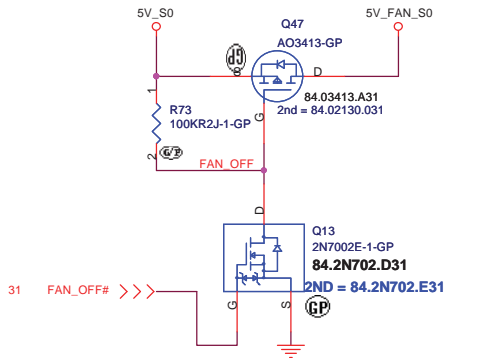 5V_S0
5V_FAN_S0
Q47
AO3413-GP
GP
D
84.03413.A31
2nd = 84.02130.031
G
1
R73
100KR2J-1-GP
2
G/P
FAN_OFF
D
Q13
2N7002E-1-GP
84.2N702.D31
2ND = 84.2N702.E31
31
FAN_OFF#
G
S
GP